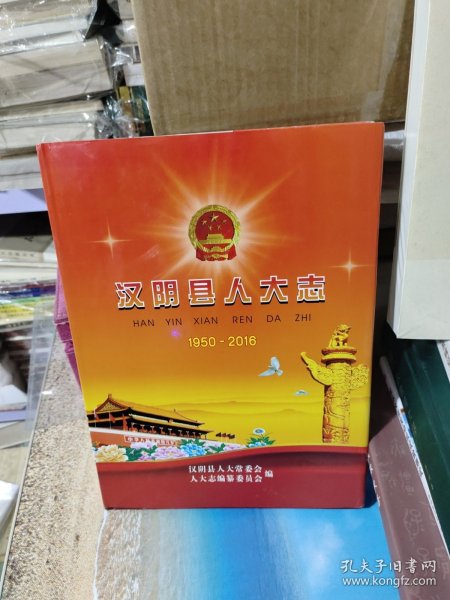 汉阴县人大志
HAN YIN XIAN REN DA ZHI
1950-2016
汉阴县人大常委会
人大志编纂委员会
编
孔夫子旧书网
www.kongfz.com